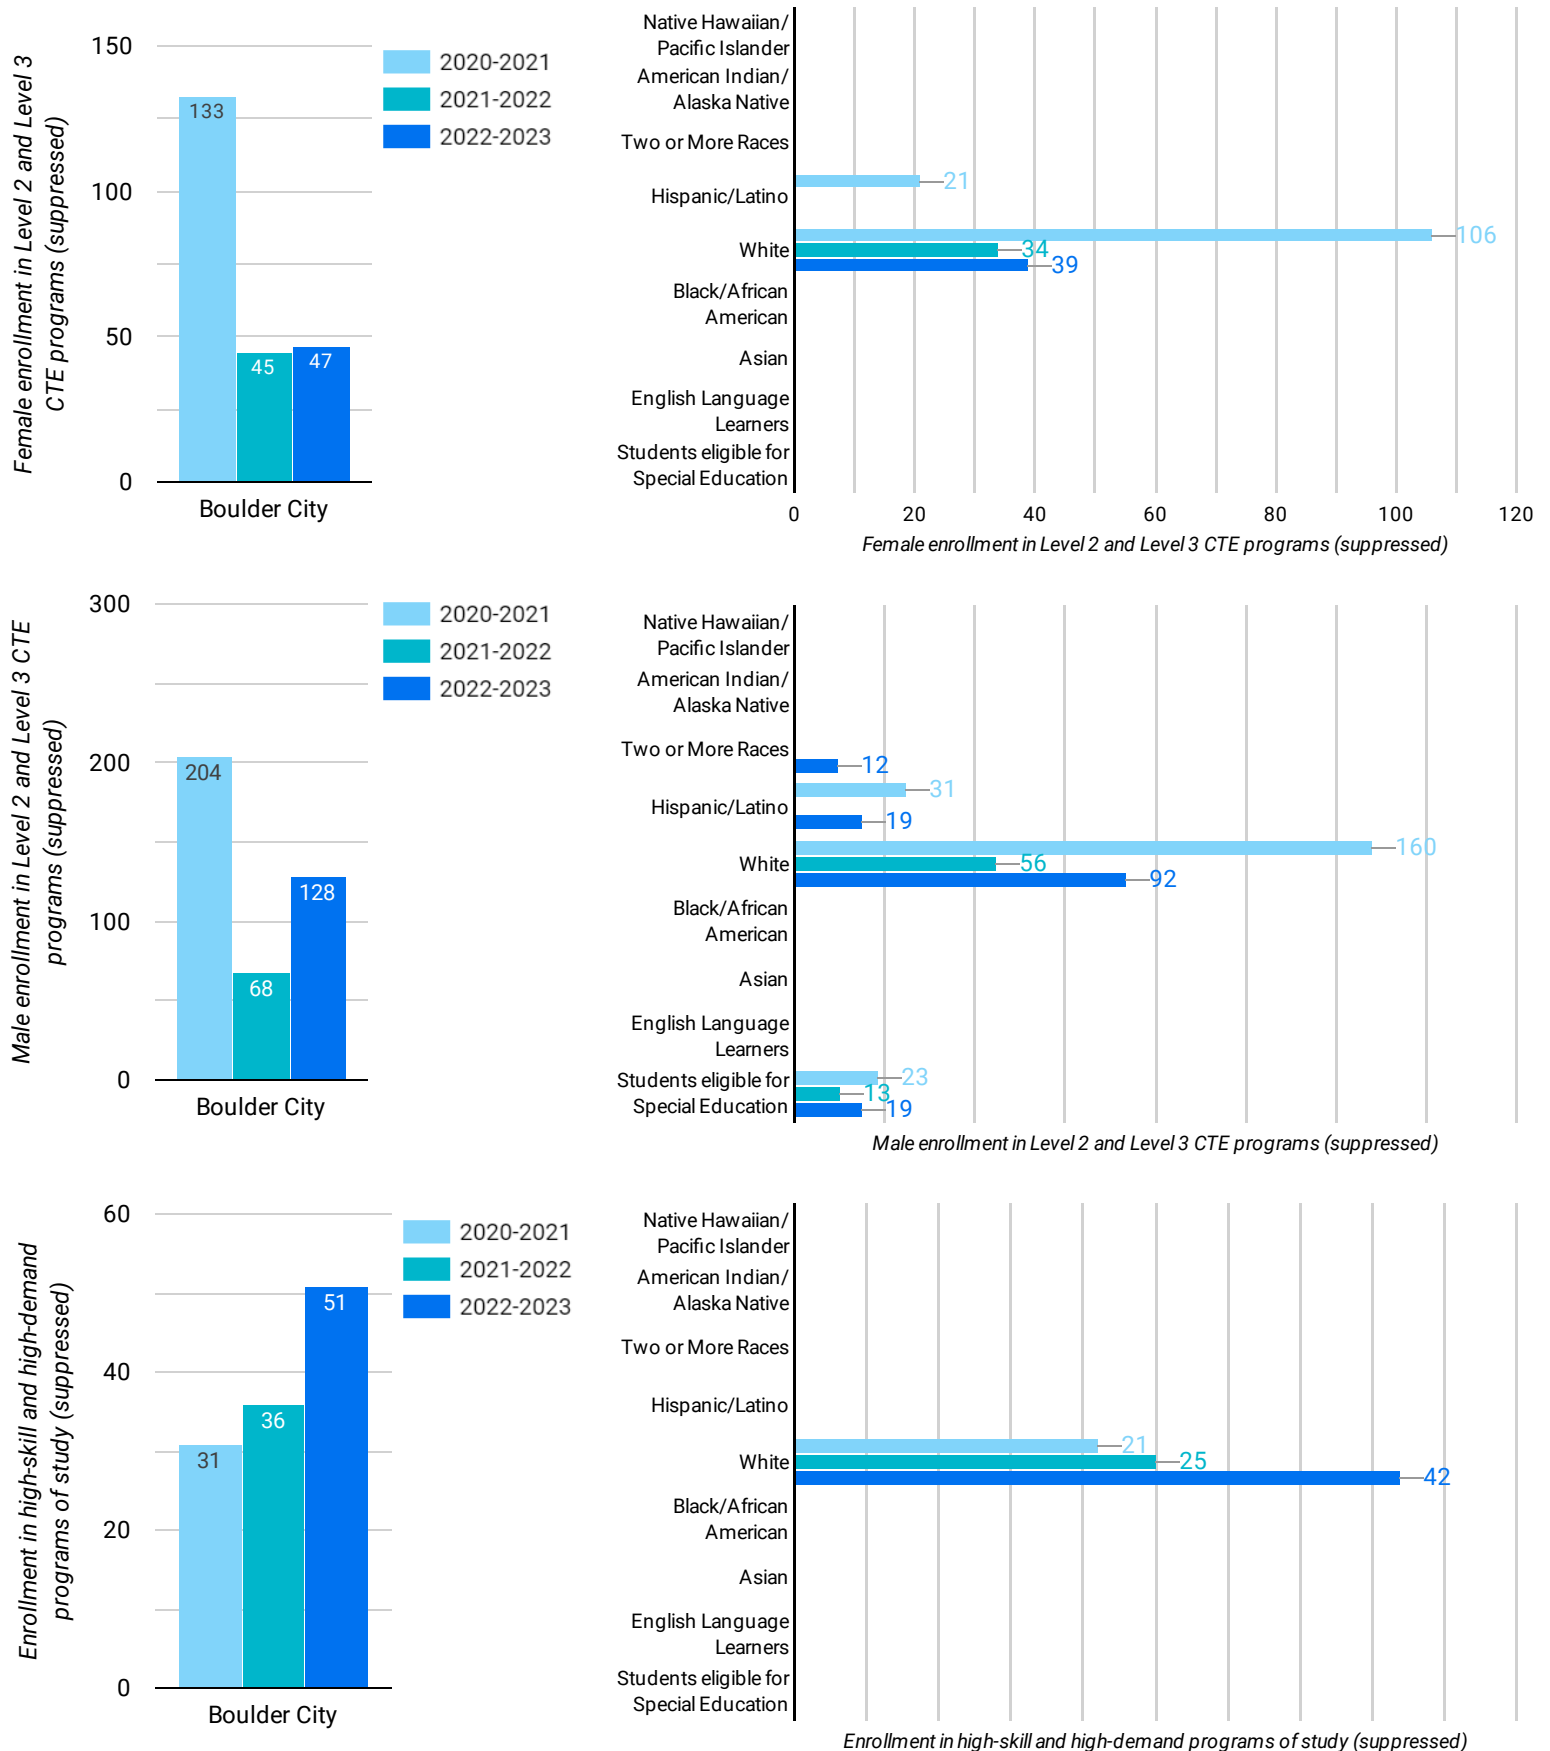 Female enrollment in Level 2 and Level 3
CTE programs (suppressed)
150
100
50
0
133
45
47
Boulder City
2020-2021
2021-2022
2022-2023
Native Hawaiian/
Pacific Islander
American Indian/
Alaska Native
Two or More Races
Hispanic/Latino
White
Black/African
American
Asian
English Language
Learners
Students eligible for
Special Education
21
106
34
39
0 20 40 60 80 100 120
Female enrollment in Level 2 and Level 3 CTE programs (suppressed)
Male enrollment in Level 2 and Level 3 CTE
programs (suppressed)
300
200
100
0
204
68
128
Boulder City
2020-2021
2021-2022
2022-2023
Native Hawaiian/
Pacific Islander
American Indian/
Alaska Native
Two or More Races
Hispanic/Latino
White
Black/African
American
Asian
English Language
Learners
Students eligible for
Special Education
12
31
19
160
56
92
23
13
19
Male enrollment in Level 2 and Level 3 CTE programs (suppressed)
Enrollment in high-skill and high-demand
programs of study (suppressed)
60
40
20
0
31
36
51
Boulder City
2020-2021
2021-2022
2022-2023
Native Hawaiian/
Pacific Islander
American Indian/
Alaska Native
Two or More Races
Hispanic/Latino
White
Black/African
American
Asian
English Language
Learners
Students eligible for
Special Education
21
25
42
Enrollment in high-skill and high-demand programs of study (suppressed)